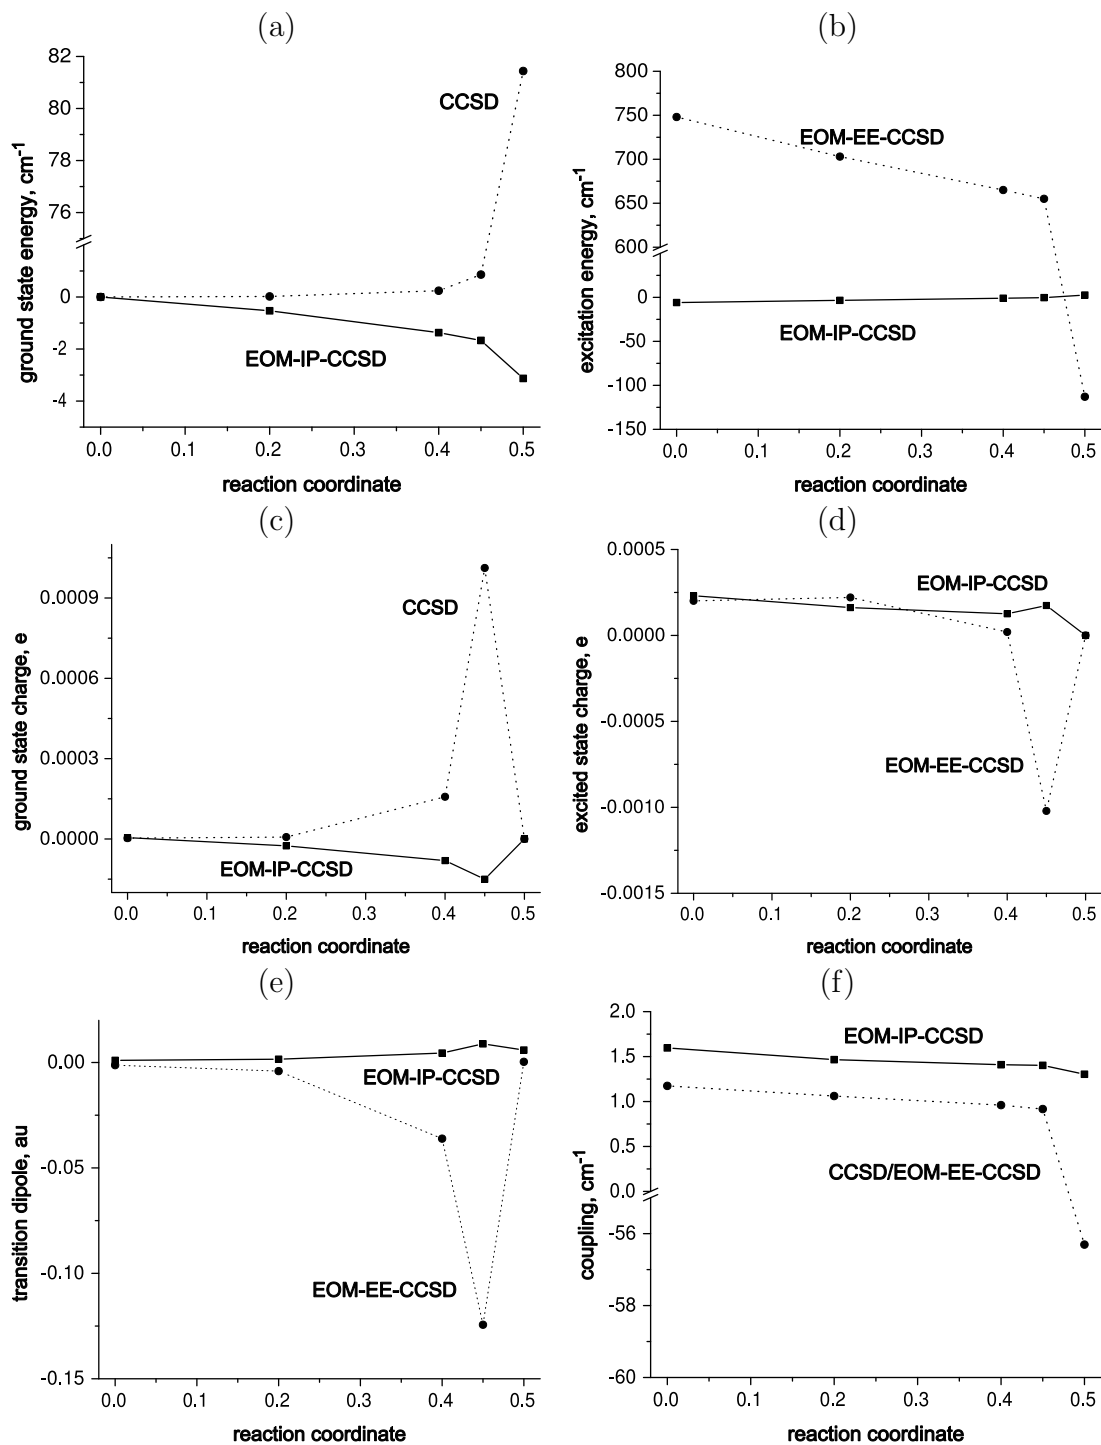 (a)
82
80
78
76
0
-2
-4
ground state energy, cm-1
CCSD
EOM-IP-CCSD
0.0 0.1 0.2 0.3 0.4 0.5
reaction coordinate
(b)
800
750
700
650
600
0
-50
-100
-150
excitation energy, cm-1
EOM-EE-CCSD
EOM-IP-CCSD
0.0 0.1 0.2 0.3 0.4 0.5
reaction coordinate
(c)
0.0009
0.0006
0.0003
0.0000
ground state charge, e
CCSD
EOM-IP-CCSD
0.0 0.1 0.2 0.3 0.4 0.5
reaction coordinate
(d)
0.0005
0.0000
-0.0005
-0.0010
-0.0015
excited state charge, e
EOM-IP-CCSD
EOM-EE-CCSD
0.0 0.1 0.2 0.3 0.4 0.5
reaction coordinate
(e)
0.00
-0.05
-0.10
-0.15
transition dipole, au
EOM-IP-CCSD
EOM-EE-CCSD
0.0 0.1 0.2 0.3 0.4 0.5
reaction coordinate
(f)
2.0
1.5
1.0
0.5
0.0
-56
-58
-60
coupling, cm-1
EOM-IP-CCSD
CCSD/EOM-EE-CCSD
0.0 0.1 0.2 0.3 0.4 0.5
reaction coordinate